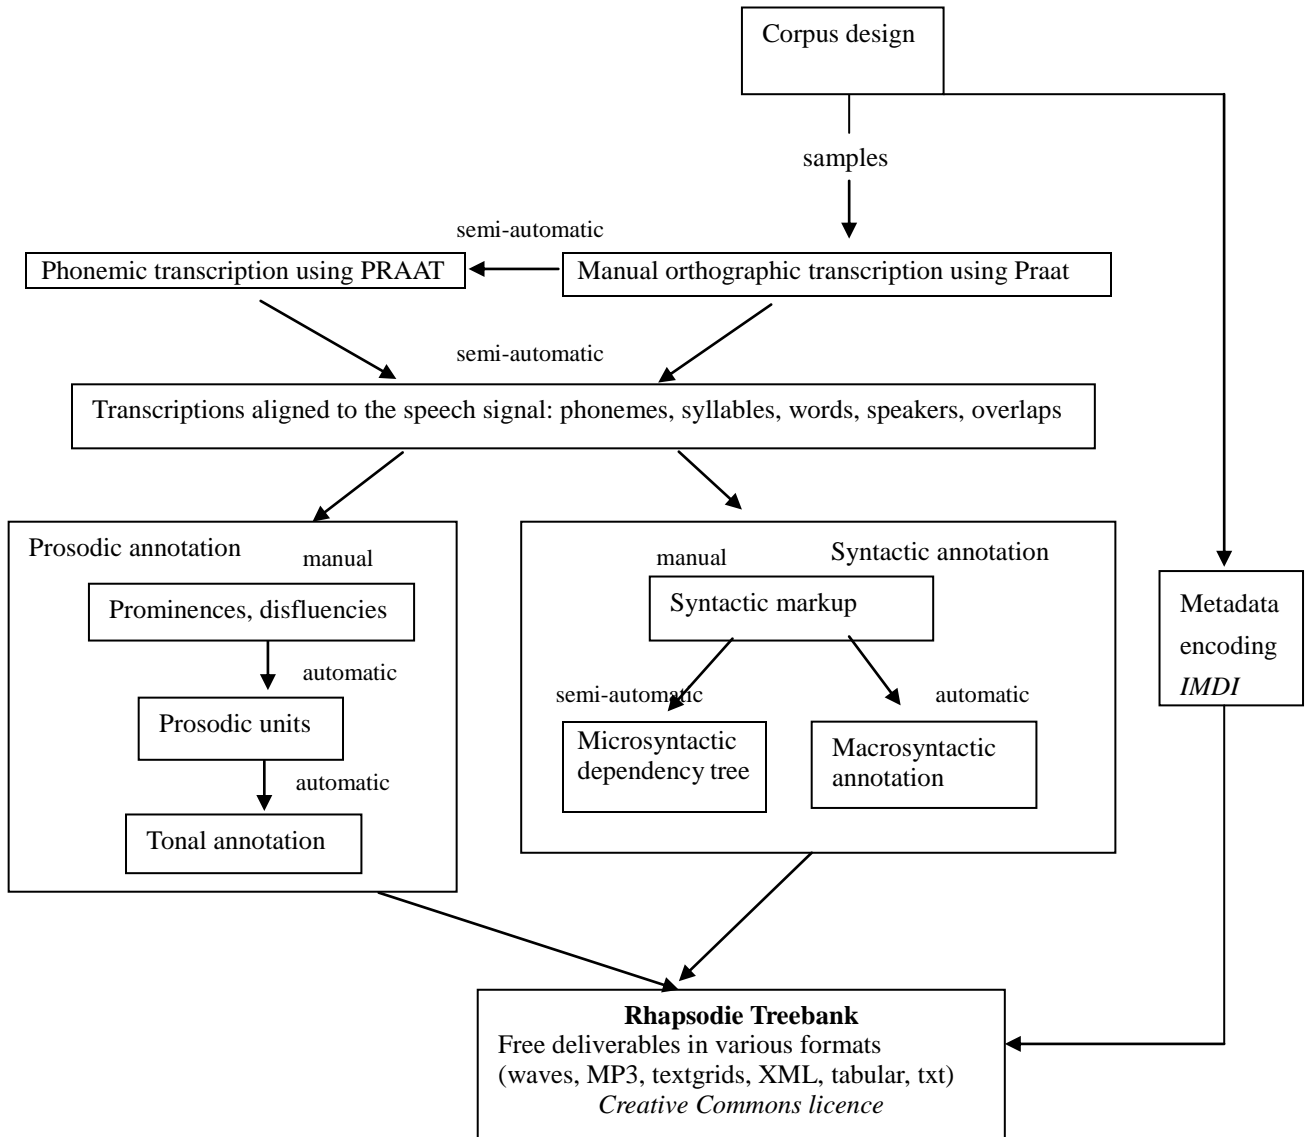 Corpus design
samples
semi-automatic
Phonemic transcription using PRAAT
Manual orthographic transcription using Praat
semi-automatic
Transcriptions aligned to the speech signal: phonemes, syllables, words, speakers, overlaps
Prosodic annotation
manual
Prominences, disfluencies
automatic
Prosodic units
automatic
Tonal annotation
Syntactic annotation
manual
Syntactic markup
semi-automatic
automatic
Microsyntactic
dependency tree
Macrosyntactic
annotation
Metadata
encoding
IMDI
Rhapsodie Treebank
Free deliverables in various formats
(waves, MP3, textgrids, XML, tabular, txt)
Creative Commons licence